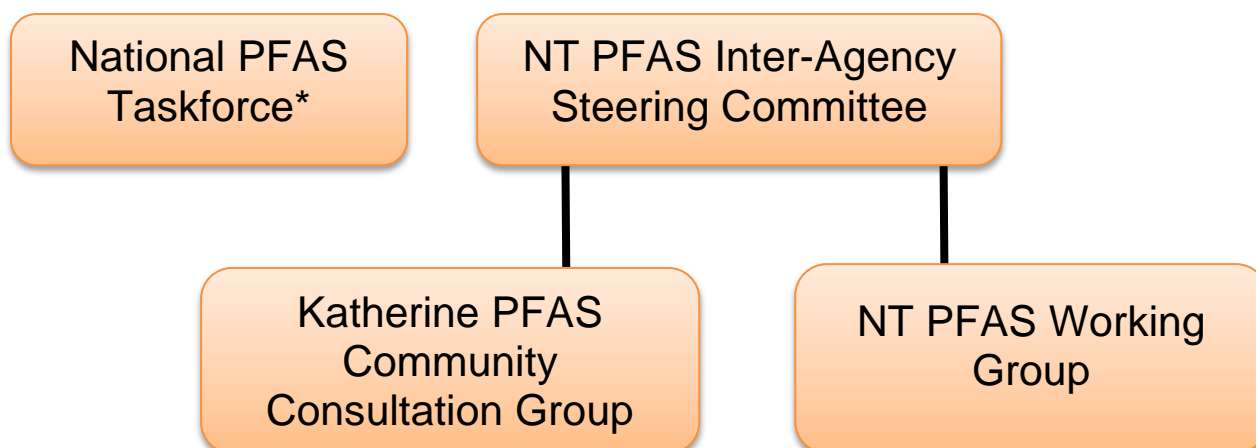 National PFAS
Taskforce*
NT PFAS Inter-Agency
Steering Committee
Katherine PFAS
Community
Consultation Group
NT PFAS Working
Group